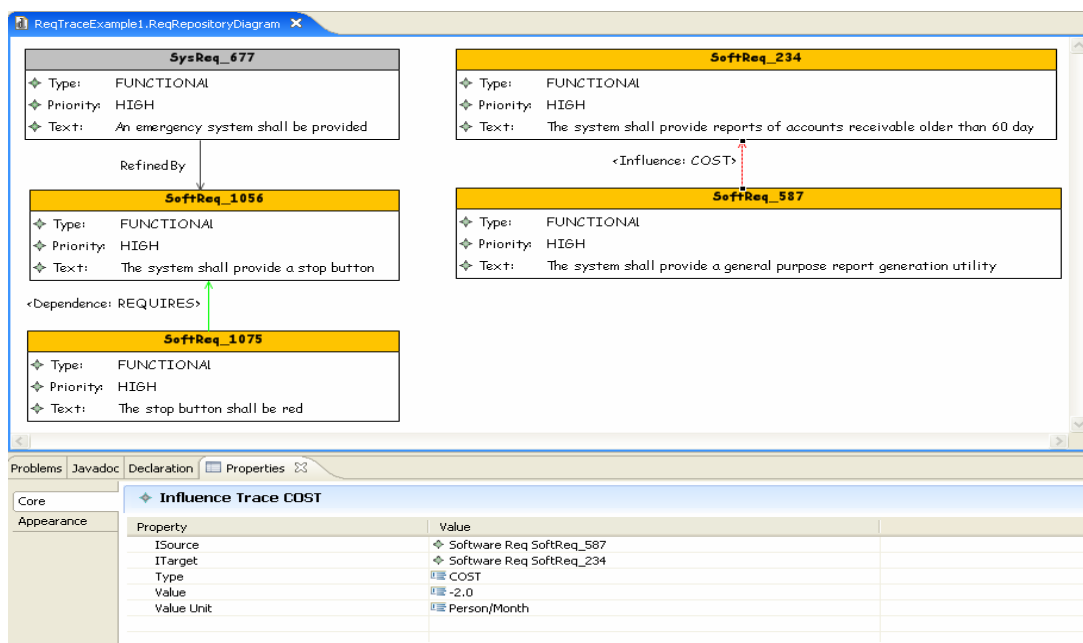 ReqTraceExample1.ReqRepositoryDiagram
SysReq_677
Type: FUNCTIONAL
Priority: HIGH
Text: An emergency system shall be provided
RefinedBy
SoftReq_1056
Type: FUNCTIONAL
Priority: HIGH
Text: The system shall provide a stop button
<Dependence: REQUIRES>
SoftReq_1075
Type: FUNCTIONAL
Priority: HIGH
Text: The stop button shall be red
SoftReq_234
Type: FUNCTIONAL
Priority: HIGH
Text: The system shall provide reports of accounts receivable older than 60 day
<Influence: COST>
SoftReq_587
Type: FUNCTIONAL
Priority: HIGH
Text: The system shall provide a general purpose report generation utility
Problems Javadoc Declaration Properties
Core
Appearance
Influence Trace COST
Property Value
ISource Software Req SoftReq_587
ITarget Software Req SoftReq_234
Type COST
Value -2.0
Value Unit Person/Month